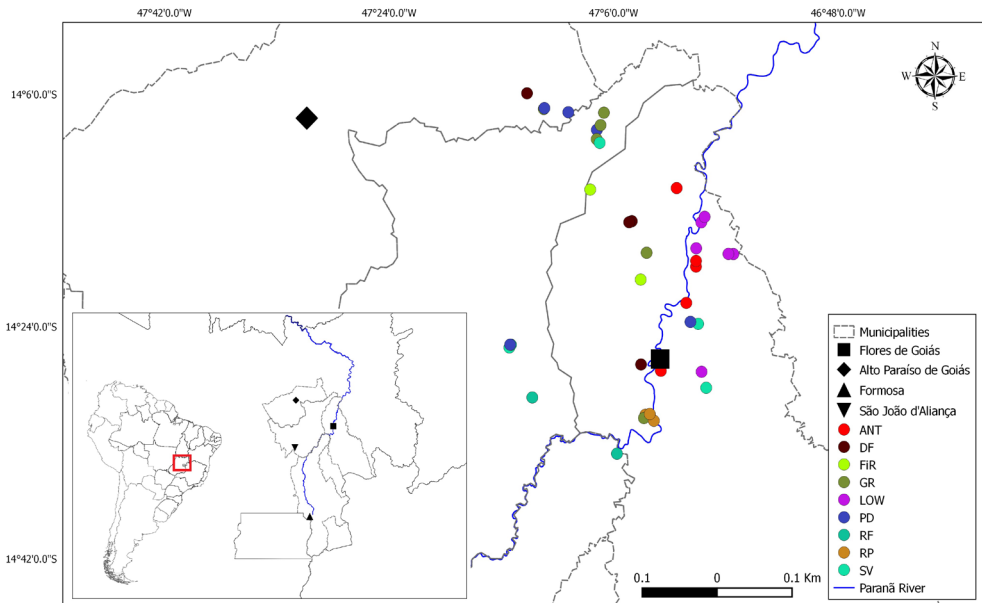 47°42'0.0"W 47°24'0.0"W 47°60'0.0"W 46°48'0.0"W
N
W E
S
14°6'0.0"S
14°24'0.0"S
14°42'0.0"S
Municipalities
Flores de Goiás
Alto Paraíso de Goiás
Formosa
São João d'Aliança
ANT
DF
FiR
GR
LOW
PD
RF
RP
SV
Paranã River
0.1 0 0.1 Km